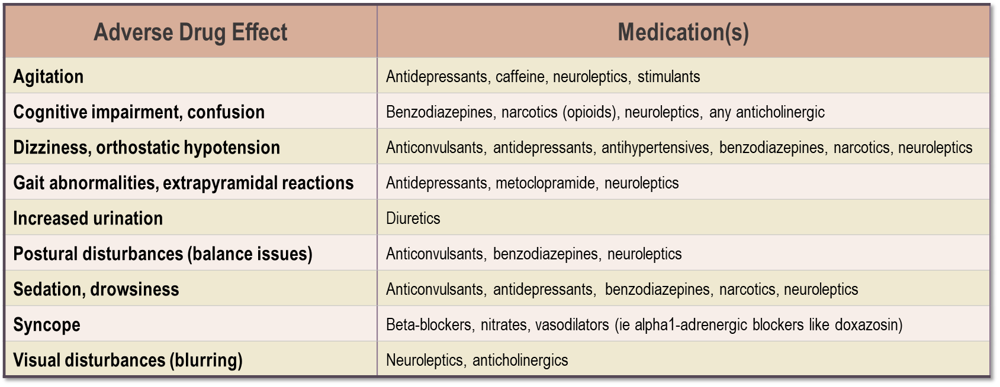 Adverse Drug Effect Medication(s)
Agitation Antidepressants, caffeine, neuroleptics, stimulants
Cognitive impairment, confusion Benzodiazepines, narcotics (opioids), neuroleptics, any anticholinergic
Dizziness, orthostatic hypotension Anticonvulsants, antidepressants, antihypertensives, benzodiazepines, narcotics, neuroleptics
Gait abnormalities, extrapyramidal reactions Antidepressants, metoclopramide, neuroleptics
Increased urination Diuretics
Postural disturbances (balance issues) Anticonvulsants, benzodiazepines, neuroleptics
Sedation, drowsiness Anticonvulsants, antidepressants, benzodiazepines, narcotics, neuroleptics
Syncope Beta-blockers, nitrates, vasodilators (ie alpha1-adrenergic blockers like doxazosin)
Visual disturbances (blurring) Neuroleptics, anticholinergics